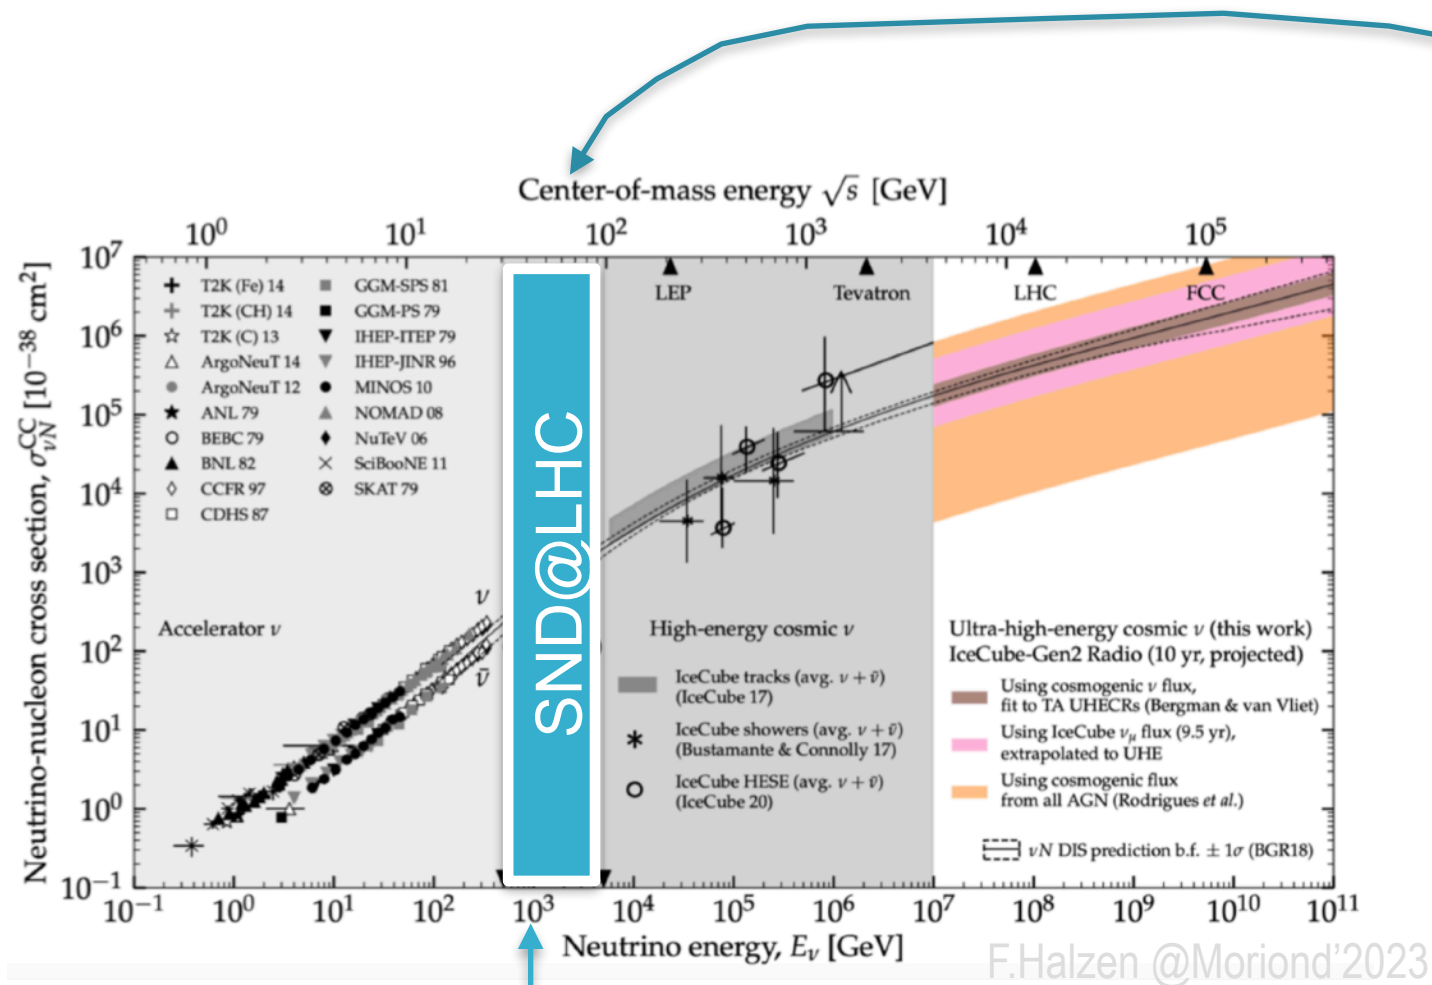 Center-of-mass energy √s [GeV]
10⁰ 10¹ 10² 10³ 10⁴ 10⁵
LEP Tevatron LHC FCC
Neutrino-nucleon cross section, σ^CC_νN [10⁻³⁸ cm²]
10⁷
10⁶
10⁵
10⁴
10³
10²
10¹
10⁰
10⁻¹
T2K (Fe) 14
T2K (CH) 14
T2K (C) 13
ArgoNeuT 14
ArgoNeuT 12
ANL 79
BEBC 79
BNL 82
CCFR 97
CDHS 87
GGM-SPS 81
GGM-PS 79
IHEP-ITEP 79
IHEP-JINR 96
MINOS 10
NOMAD 08
NuTeV 06
SciBooNE 11
SKAT 79
ν
ν̄
Accelerator ν
SND@LHC
High-energy cosmic ν
IceCube tracks (avg. ν + ν̄)
(IceCube 17)
IceCube showers (avg. ν + ν̄)
(Bustamante & Connolly 17)
IceCube HESE (avg. ν + ν̄)
(IceCube 20)
Ultra-high-energy cosmic ν (this work)
IceCube-Gen2 Radio (10 yr, projected)
Using cosmogenic ν flux,
fit to TA UHECRs (Bergman & van Vliet)
Using IceCube ν_μ flux (9.5 yr),
extrapolated to UHE
Using cosmogenic flux
from all AGN (Rodrigues et al.)
νN DIS prediction b.f. ± 1σ (BGR18)
10⁻¹ 10⁰ 10¹ 10² 10³ 10⁴ 10⁵ 10⁶ 10⁷ 10⁸ 10⁹ 10¹⁰ 10¹¹
Neutrino energy, E_ν [GeV]
F.Halzen @Moriond'2023